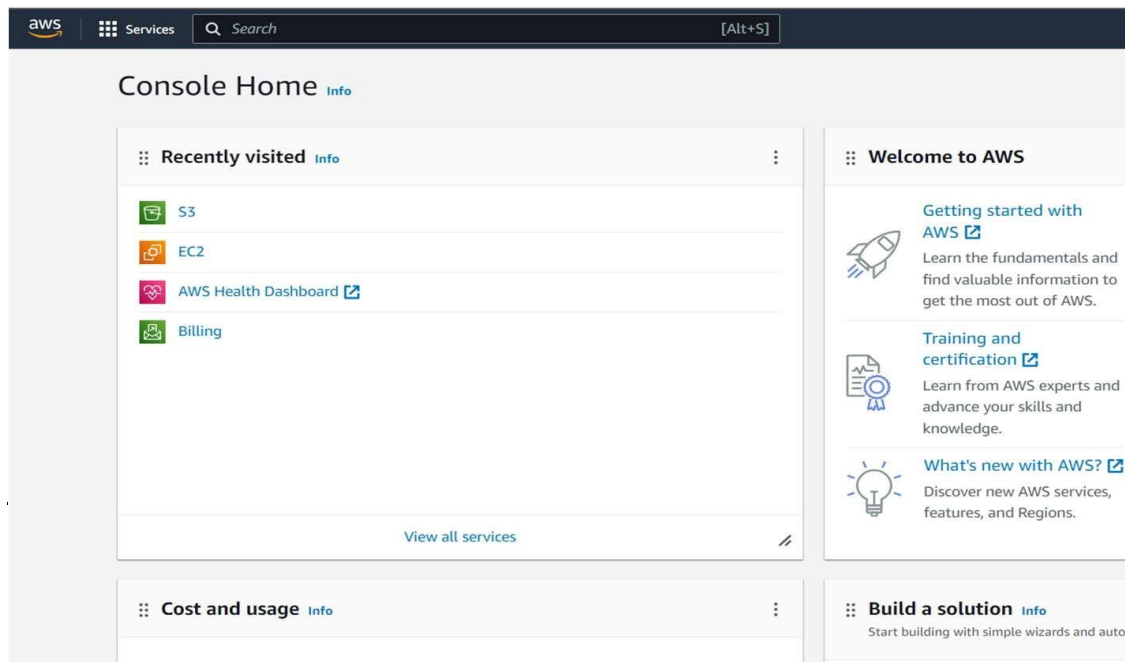 aws
Services
Search
[Alt+S]
Console Home Info
Recently visited Info
S3
EC2
AWS Health Dashboard
Billing
View all services
Welcome to AWS
Getting started with
AWS
Learn the fundamentals and
find valuable information to
get the most out of AWS.
Training and
certification
Learn from AWS experts and
advance your skills and
knowledge.
What's new with AWS?
Discover new AWS services,
features, and Regions.
Cost and usage Info
Build a solution Info
Start building with simple wizards and auto